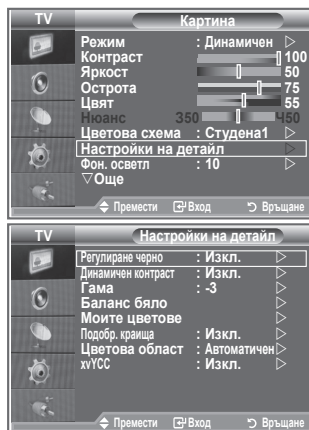 TV Картина
Режим : Динамичен
Контраст 100
Яркост 50
Острота 75
Цвят 55
Нюанс З50 Ч50
Цветова схема : Студена1
Настройки на детайл
Фон. осветл : 10
▽Още
Премести Вход Връщане
TV Настройки на детайл
Регулиране черно : Изкл.
Динамичен контраст : Изкл.
Гама : -3
Баланс бяло
Моите цветове
Подобр. краища : Изкл.
Цветова област : Автоматичен
xvYCC : Изкл.
Премести Вход Връщане